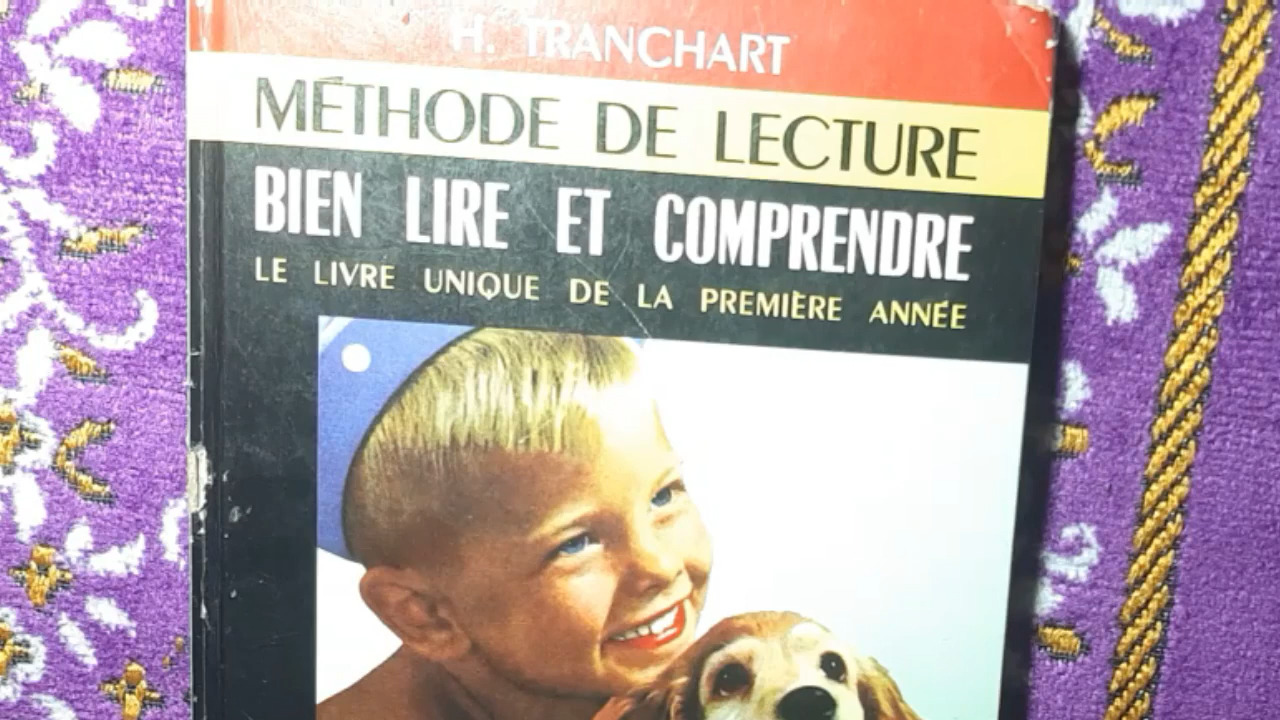 H. TRANCHART
MÉTHODE DE LECTURE
BIEN LIRE ET COMPRENDRE
LE LIVRE UNIQUE DE LA PREMIÈRE ANNÉE